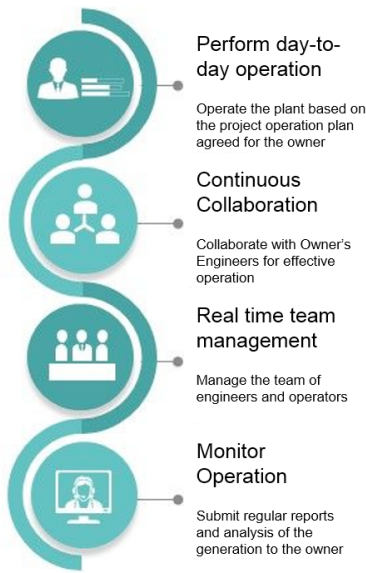 Perform day-to-
day operation
Operate the plant based on
the project operation plan
agreed for the owner
Continuous
Collaboration
Collaborate with Owner's
Engineers for effective
operation
Real time team
management
Manage the team of
engineers and operators
Monitor
Operation
Submit regular reports
and analysis of the
generation to the owner